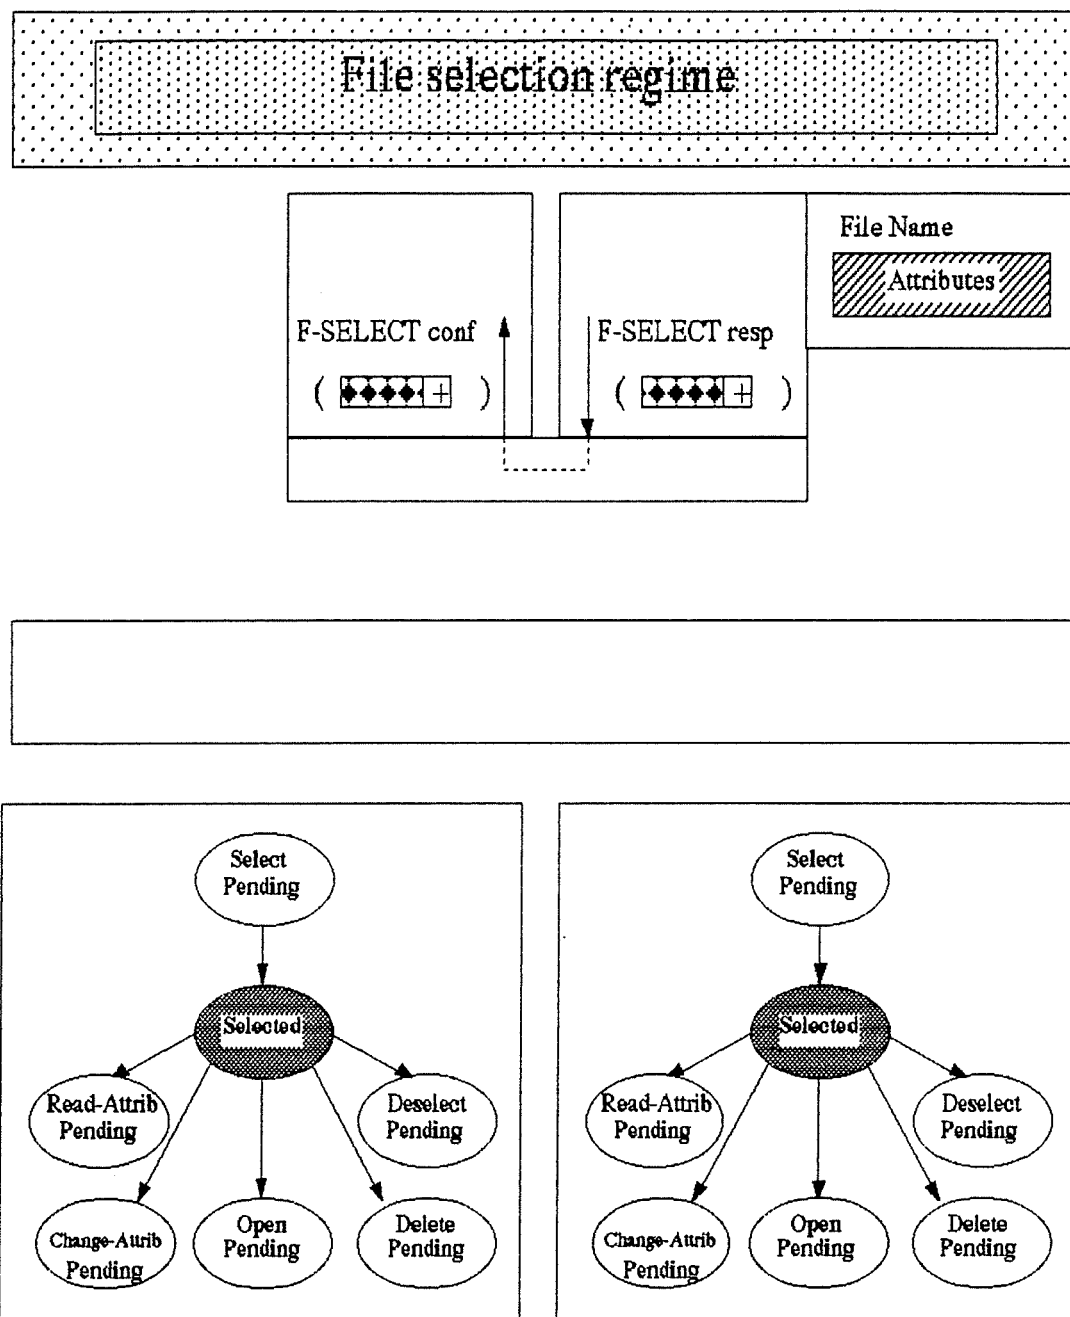 File selection regime
File Name
Attributes
F-SELECT conf
F-SELECT resp
( + )
( + )
Select
Pending
Selected
Read-Attrib
Pending
Deselect
Pending
Change-Attrib
Pending
Open
Pending
Delete
Pending
Select
Pending
Selected
Read-Attrib
Pending
Deselect
Pending
Change-Attrib
Pending
Open
Pending
Delete
Pending